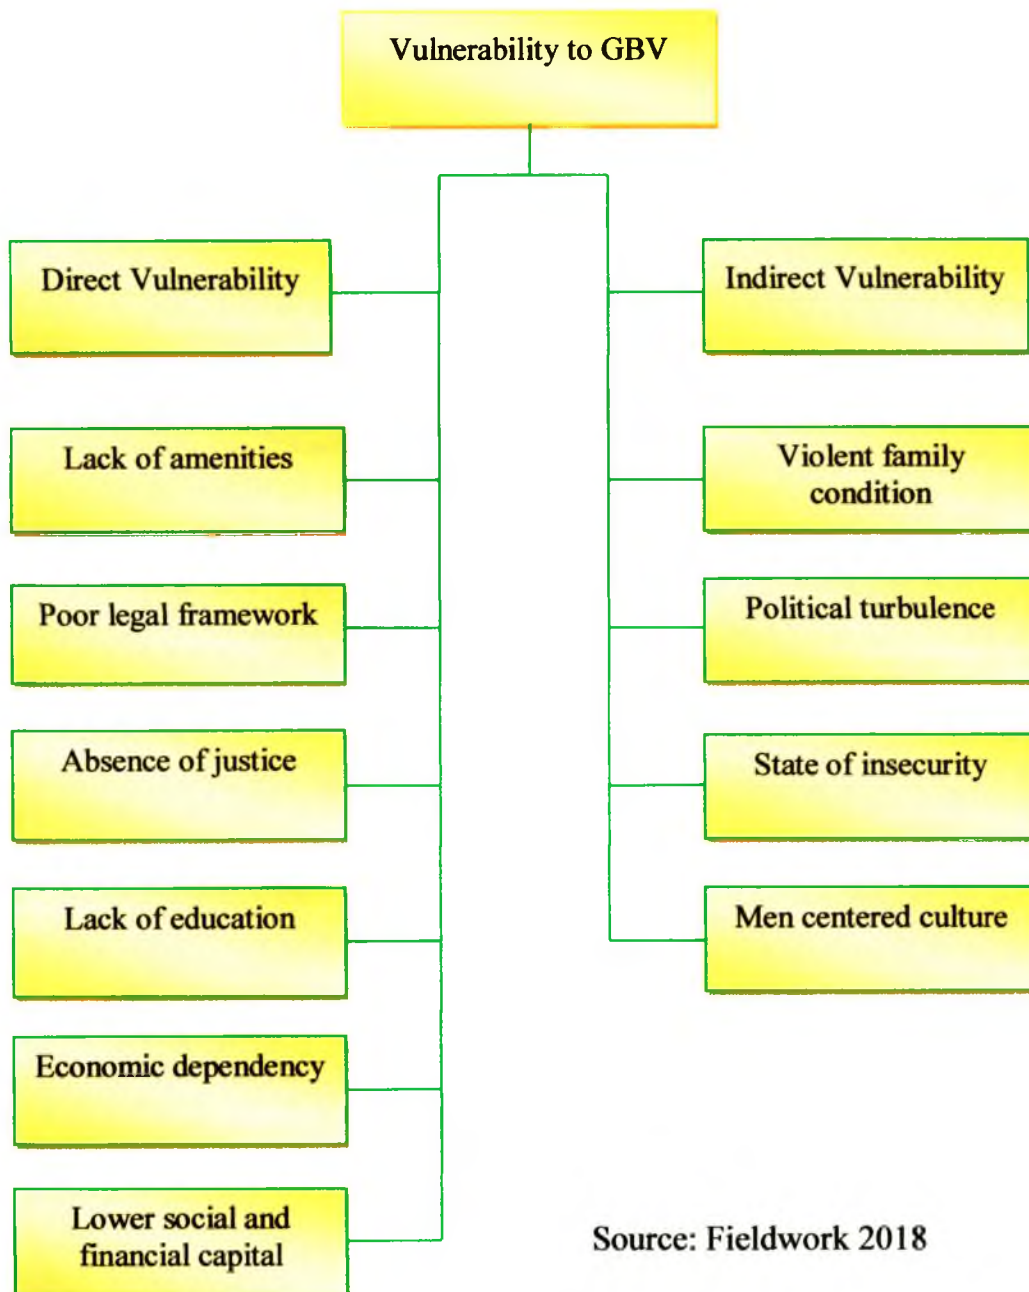 Vulnerability to GBV
Direct Vulnerability
Lack of amenities
Poor legal framework
Absence of justice
Lack of education
Economic dependency
Lower social and
financial capital
Indirect Vulnerability
Violent family
condition
Political turbulence
State of insecurity
Men centered culture
Source: Fieldwork 2018